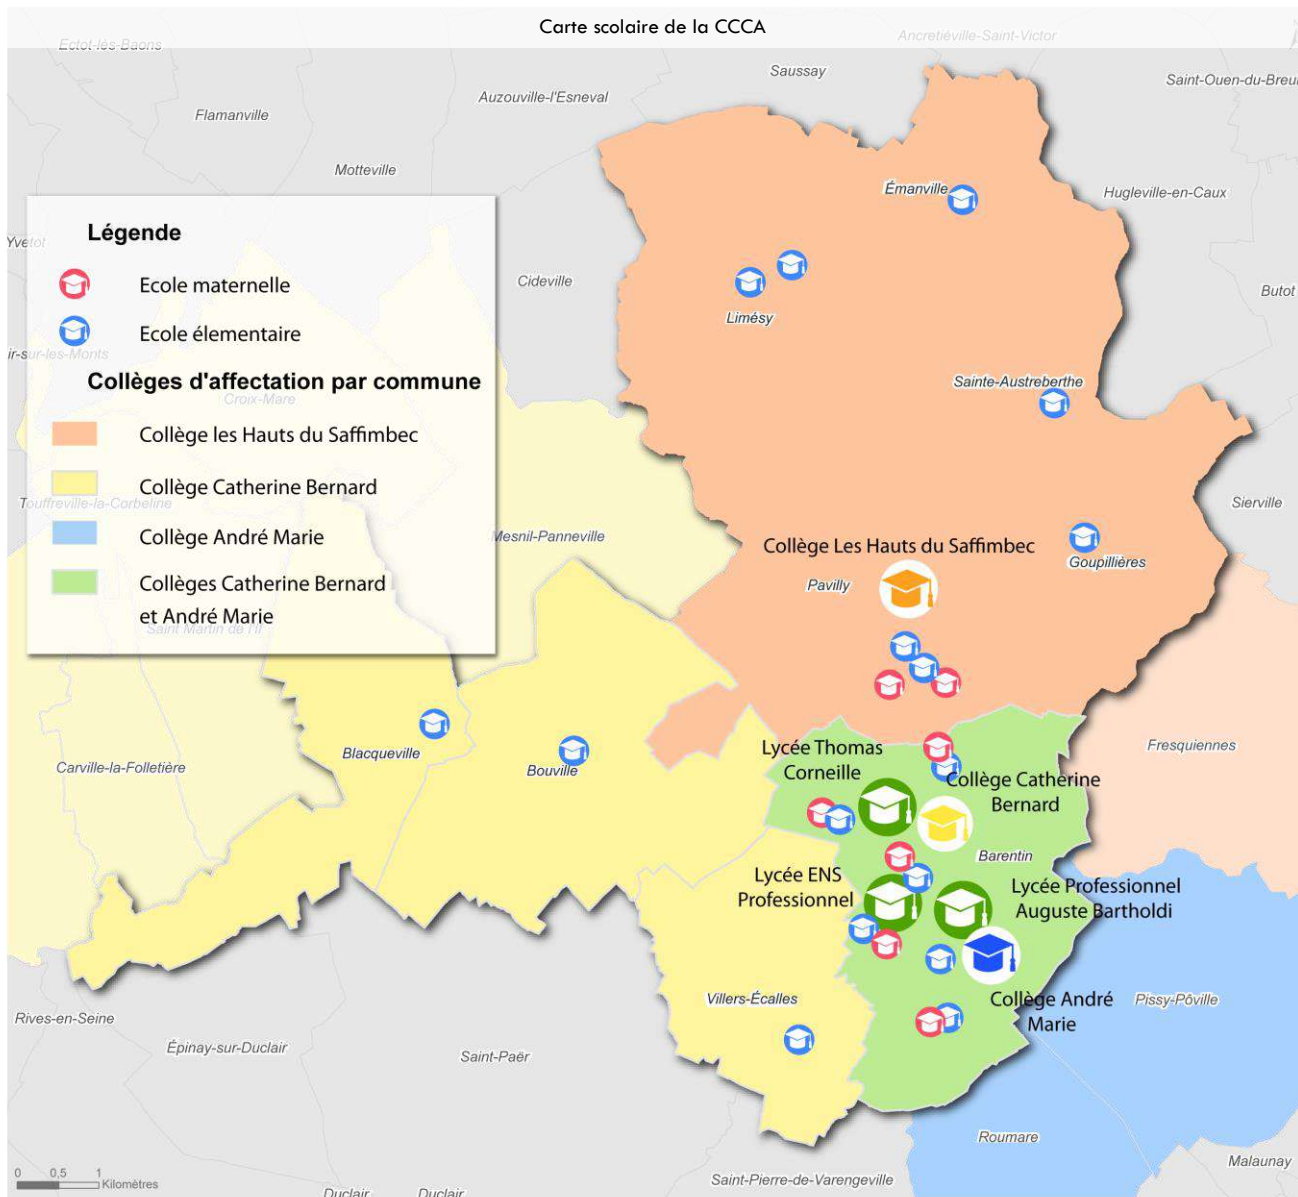 Carte scolaire de la CCCA
Ectot-lès-Baons
Ancretiéville-Saint-Victor
Saussay
Saint-Ouen-du-Breui
Auzouville-l'Esneval
Flamanville
Motteville
Émanville
Hugleville-en-Caux
Légende
Yvetot
Ecole maternelle
Cideville
Butot
Limésy
Ecole élementaire
ir-sur-les-Monts
Collèges d'affectation par commune
Sainte-Austreberthe
Croix-Mare
Collège les Hauts du Saffimbec
Collège Catherine Bernard
Touffreville-la-Corbeline
Sierville
Collège André Marie
Mesnil-Panneville
Collège Les Hauts du Saffimbec
Goupillières
Pavilly
Collèges Catherine Bernard
et André Marie
Saint Martin de l'If
Fresquiennes
Lycée Thomas
Corneille
Blacqueville
Carville-la-Folletière
Bouville
Collège Catherine
Bernard
Barentin
Lycée ENS
Professionnel
Lycée Professionnel
Auguste Bartholdi
Villers-Écalles
Collège André
Marie
Pissy-Pôville
Rives-en-Seine
Épinay-sur-Duclair
Saint-Paër
Roumare
Malaunay
0 0,5 1
Kilomètres
Saint-Pierre-de-Varengeville
Duclair
Duclair